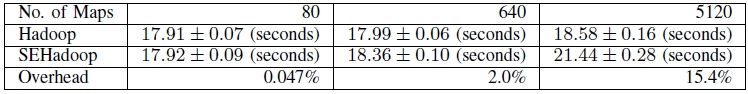 No. of Maps 80 640 5120
Hadoop 17.91 ± 0.07 (seconds) 17.99 ± 0.06 (seconds) 18.58 ± 0.16 (seconds)
SEHadoop 17.92 ± 0.09 (seconds) 18.36 ± 0.10 (seconds) 21.44 ± 0.28 (seconds)
Overhead 0.047% 2.0% 15.4%